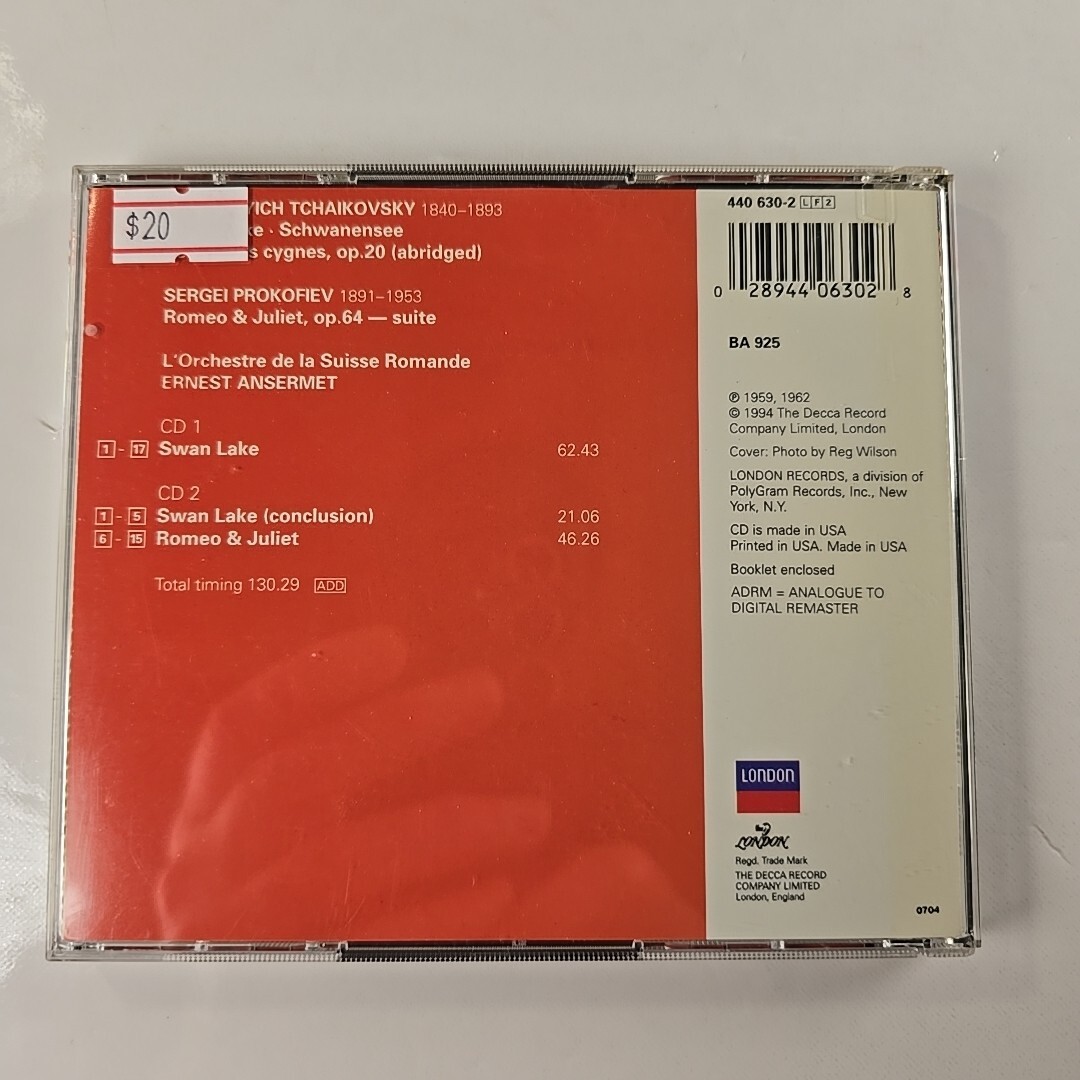 $20
VICH TCHAIKOVSKY 1840–1893
ke · Schwanensee
s cygnes, op.20 (abridged)
SERGEI PROKOFIEV 1891–1953
Romeo & Juliet, op.64 — suite
L'Orchestre de la Suisse Romande
ERNEST ANSERMET
CD 1
1 - 17 Swan Lake 62.43
CD 2
1 - 5 Swan Lake (conclusion) 21.06
6 - 15 Romeo & Juliet 46.26
Total timing 130.29 ADD
440 630-2 LF2
0 28944 06302 8
BA 925
℗ 1959, 1962
© 1994 The Decca Record
Company Limited, London
Cover: Photo by Reg Wilson
LONDON RECORDS, a division of
PolyGram Records, Inc., New
York, N.Y.
CD is made in USA
Printed in USA. Made in USA
Booklet enclosed
ADRM = ANALOGUE TO
DIGITAL REMASTER
LONDON
LONDON
Regd. Trade Mark
THE DECCA RECORD
COMPANY LIMITED
London, England
0704